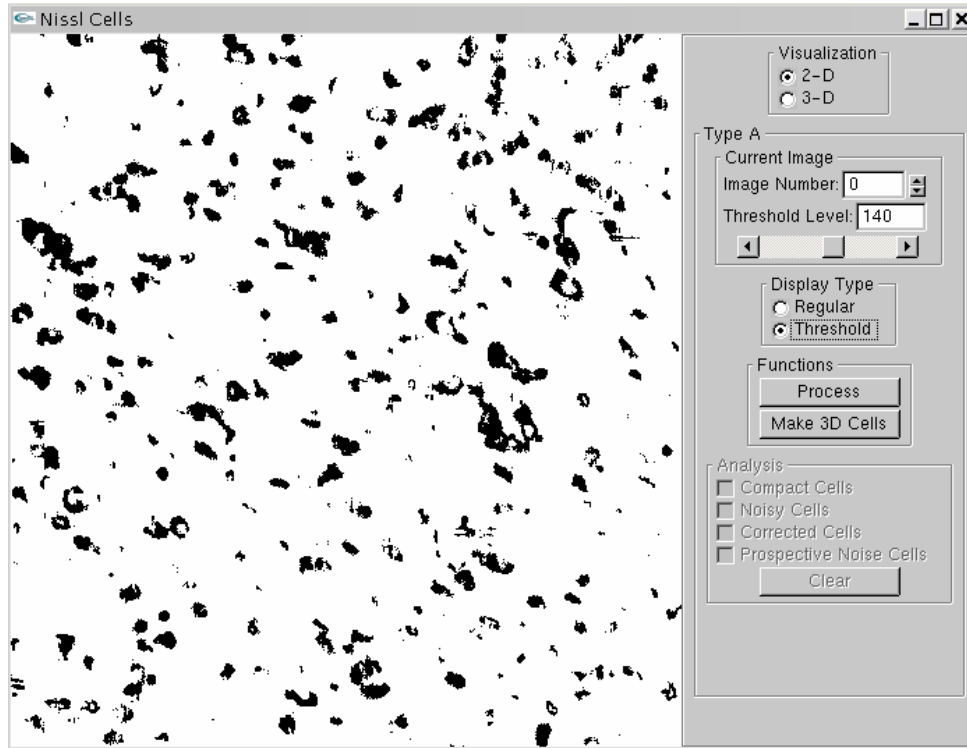 Nissl Cells
Visualization
2-D
3-D
Type A
Current Image
Image Number: 0
Threshold Level: 140
Display Type
Regular
Threshold
Functions
Process
Make 3D Cells
Analysis
Compact Cells
Noisy Cells
Corrected Cells
Prospective Noise Cells
Clear